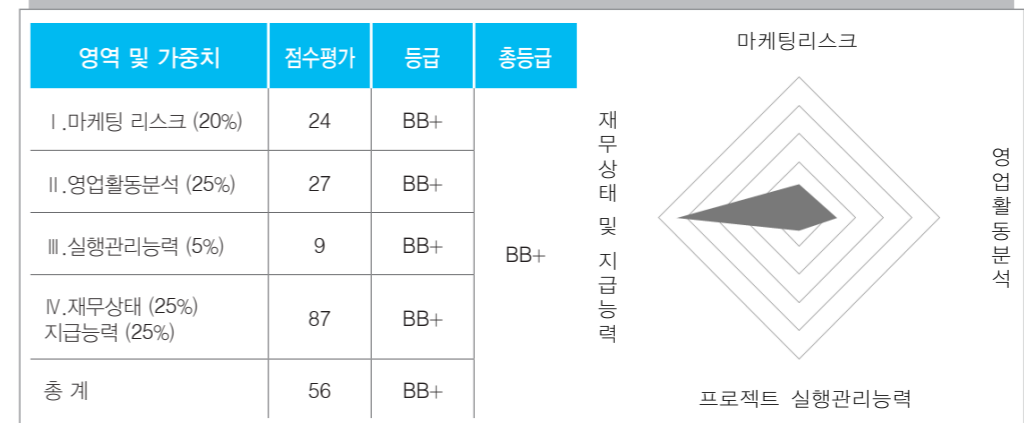 영역 및 가중치 점수평가 등급 총등급
Ⅰ.마케팅 리스크 (20%) 24 BB+
Ⅱ.영업활동분석 (25%) 27 BB+
Ⅲ.실행관리능력 (5%) 9 BB+
BB+
Ⅳ.재무상태 (25%)
지급능력 (25%) 87 BB+
총 계 56 BB+
마케팅리스크
재무상태 및 지급능력
영업활동분석
프로젝트 실행관리능력